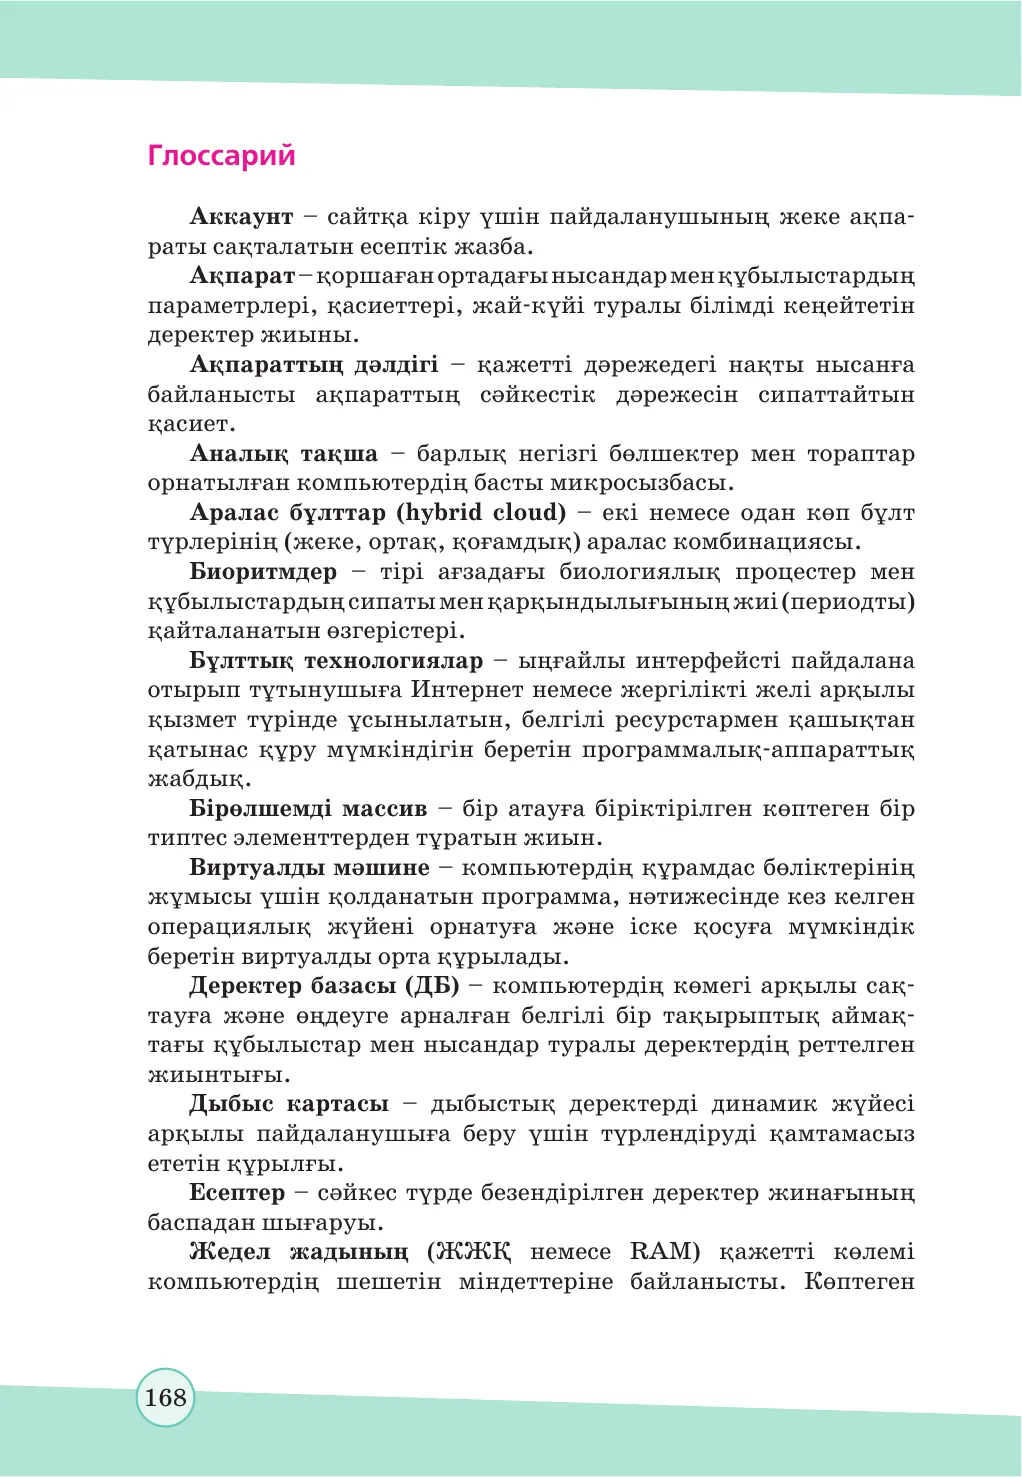 Глоссарий
Аккаунт – сайтқа кіру үшін пайдаланушының жеке ақпа-
раты сақталатын есептік жазба.
Ақпарат – қоршаған ортадағы нысандар мен құбылыстардың
параметрлері, қасиеттері, жай-күйі туралы білімді кеңейтетін
деректер жиыны.
Ақпараттың дәлдігі – қажетті дәрежедегі нақты нысанға
байланысты ақпараттың сәйкестік дәрежесін сипаттайтын
қасиет.
Аналық тақша – барлық негізгі бөлшектер мен тораптар
орнатылған компьютердің басты микросызбасы.
Аралас бұлттар (hybrid cloud) – екі немесе одан көп бұлт
түрлерінің (жеке, ортақ, қоғамдық) аралас комбинациясы.
Биоритмдер – тірі ағзадағы биологиялық процестер мен
құбылыстардың сипаты мен қарқындылығының жиі (периодты)
қайталанатын өзгерістері.
Бұлттық технологиялар – ыңғайлы интерфейсті пайдалана
отырып тұтынушыға Интернет немесе жергілікті желі арқылы
қызмет түрінде ұсынылатын, белгілі ресурстармен қашықтан
қатынас құру мүмкіндігін беретін программалық-аппараттық
жабдық.
Бірөлшемді массив – бір атауға біріктірілген көптеген бір
типтес элементтерден тұратын жиын.
Виртуалды мәшине – компьютердің құрамдас бөліктерінің
жұмысы үшін қолданатын программа, нәтижесінде кез келген
операциялық жүйені орнатуға және іске қосуға мүмкіндік
беретін виртуалды орта құрылады.
Деректер базасы (ДБ) – компьютердің көмегі арқылы сақ-
тауға және өңдеуге арналған белгілі бір тақырыптық аймақ-
тағы құбылыстар мен нысандар туралы деректердің реттелген
жиынтығы.
Дыбыс картасы – дыбыстық деректерді динамик жүйесі
арқылы пайдаланушыға беру үшін түрлендіруді қамтамасыз
ететін құрылғы.
Есептер – сәйкес түрде безендірілген деректер жинағының
баспадан шығаруы.
Жедел жадының (ЖЖҚ немесе RAM) қажетті көлемі
компьютердің шешетін міндеттеріне байланысты. Көптеген
168